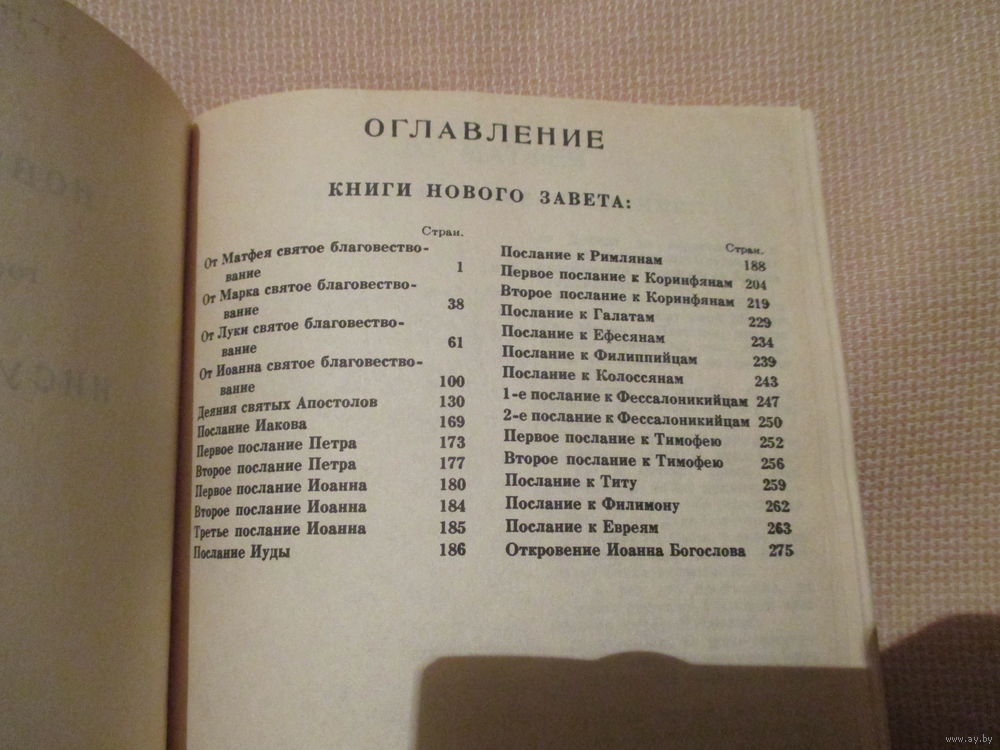 ОГЛАВЛЕНИЕ
КНИГИ НОВОГО ЗАВЕТА:
Стран.
От Матфея святое благовество-
вание 1
От Марка святое благовество-
вание 38
От Луки святое благовество-
вание 61
От Иоанна святое благовество-
вание 100
Деяния святых Апостолов 130
Послание Иакова 169
Первое послание Петра 173
Второе послание Петра 177
Первое послание Иоанна 180
Второе послание Иоанна 184
Третье послание Иоанна 185
Послание Иуды 186
Стран.
Послание к Римлянам 188
Первое послание к Коринфянам 204
Второе послание к Коринфянам 219
Послание к Галатам 229
Послание к Ефесянам 234
Послание к Филиппийцам 239
Послание к Колоссянам 243
1-е послание к Фессалоникийцам 247
2-е послание к Фессалоникийцам 250
Первое послание к Тимофею 252
Второе послание к Тимофею 256
Послание к Титу 259
Послание к Филимону 262
Послание к Евреям 263
Откровение Иоанна Богослова 275
www.ay.by